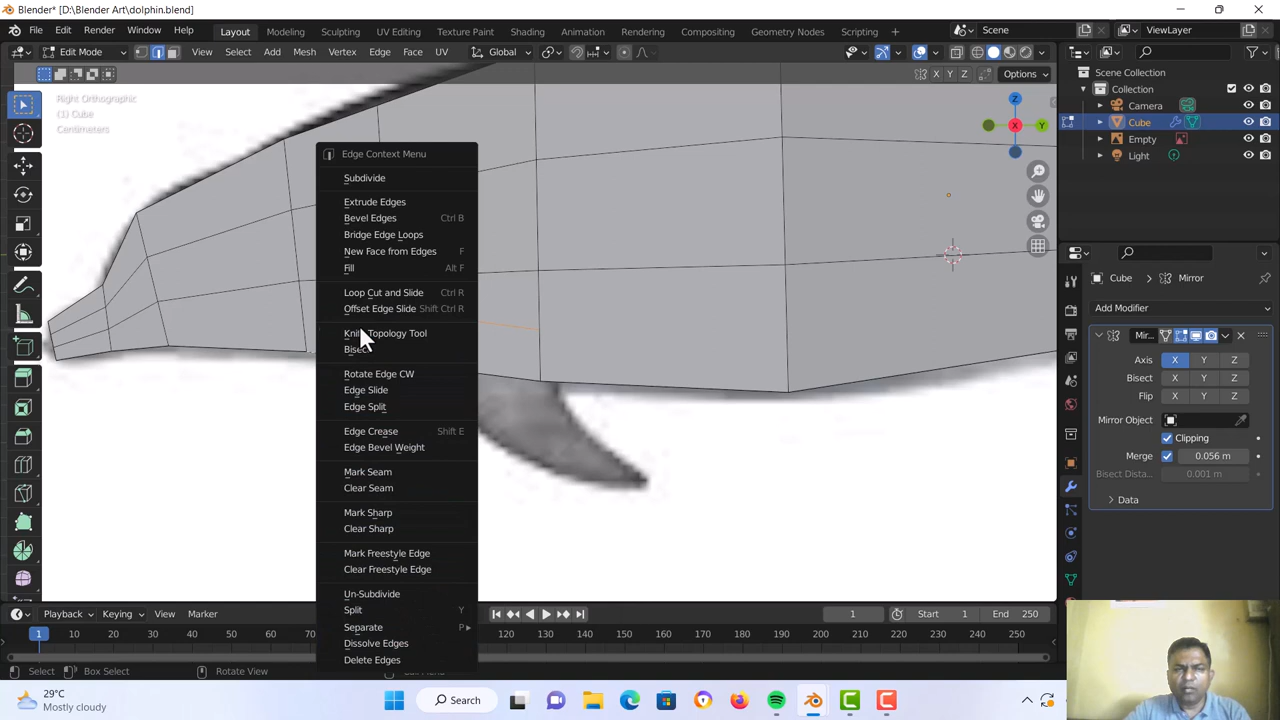 Blender* [D:\Blender Art\dolphin.blend]
File Edit Render Window Help Layout Modeling Sculpting UV Editing Texture Paint Shading Animation Rendering Compositing Geometry Nodes Scripting + Scene ViewLayer
Edit Mode View Select Add Mesh Vertex Edge Face UV Global
X Y Z Options
Right Orthographic
(1) Cube
Centimeters
Z
X
Y
Scene Collection
Collection
Camera
Cube
Empty
Light
Edge Context Menu
Subdivide
Extrude Edges
Bevel Edges Ctrl B
Bridge Edge Loops
New Face from Edges F
Fill Alt F
Loop Cut and Slide Ctrl R
Offset Edge Slide Shift Ctrl R
Knife Topology Tool
Rotate Edge CW
Edge Slide
Edge Split
Edge Crease Shift E
Edge Bevel Weight
Mark Seam
Clear Seam
Mark Sharp
Clear Sharp
Mark Freestyle Edge
Clear Freestyle Edge
Un-Subdivide
Split Y
Separate P
Dissolve Edges
Delete Edges
Cube Mirror
Add Modifier
Mir...
Axis X Y Z
Bisect X Y Z
Flip X Y Z
Mirror Object
Clipping
Merge 0.056 m
Bisect Dista... 0.001 m
Data
Playback Keying View Marker 1 Start 1 End 250
1 10 20 30 40 50 60 120 130 140 150 160 170 180 190 200 210 220 230 240 250
Select Box Select Rotate View
29°C
Mostly cloudy
Search